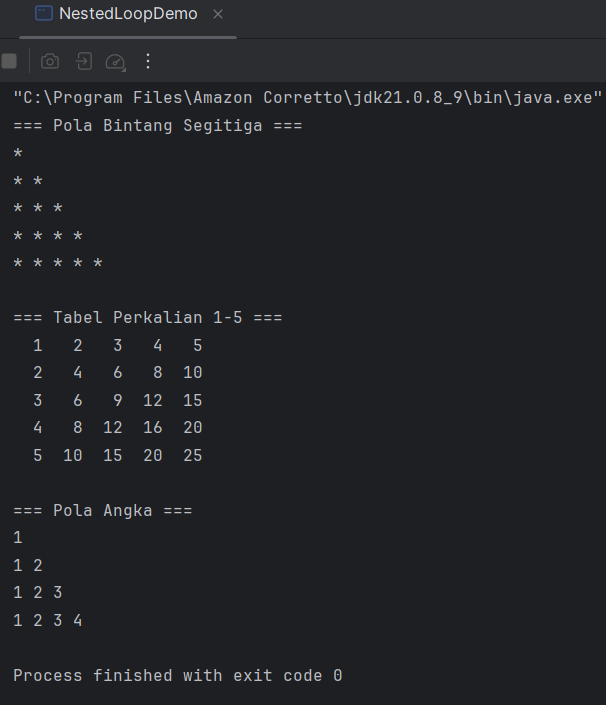 NestedLoopDemo
"C:\Program Files\Amazon Corretto\jdk21.0.8_9\bin\java.exe"
=== Pola Bintang Segitiga ===
*
* *
* * *
* * * *
* * * * *
=== Tabel Perkalian 1-5 ===
  1   2   3   4   5
  2   4   6   8  10
  3   6   9  12  15
  4   8  12  16  20
  5  10  15  20  25
=== Pola Angka ===
1
1 2
1 2 3
1 2 3 4
Process finished with exit code 0